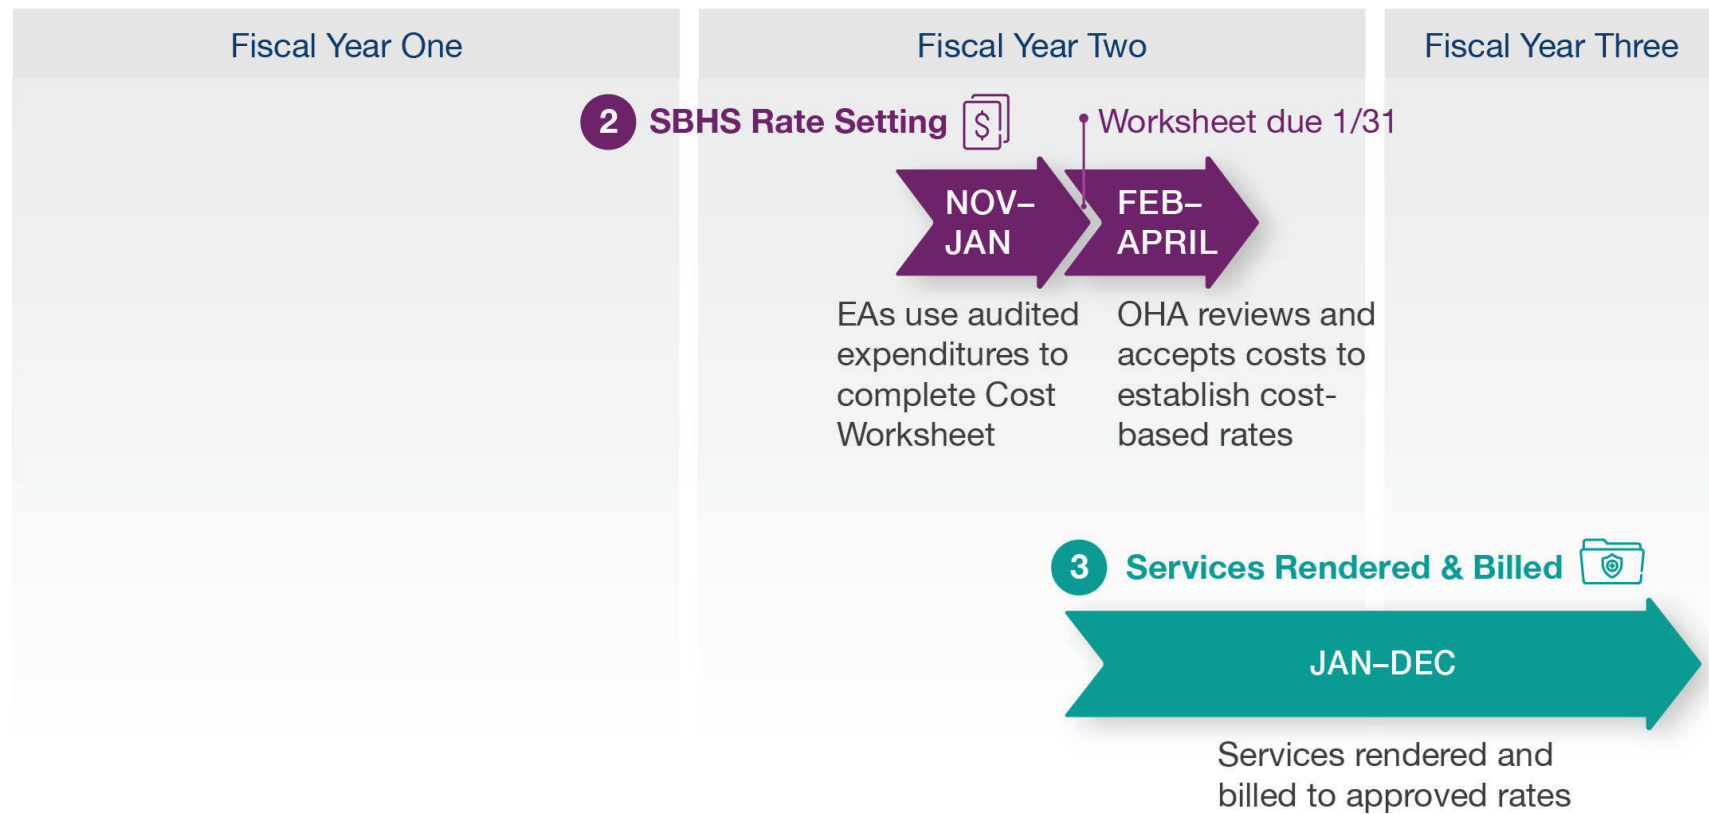 Fiscal Year One
Fiscal Year Two
Fiscal Year Three
2 SBHS Rate Setting $
Worksheet due 1/31
NOV–
JAN
FEB–
APRIL
EAs use audited
expenditures to
complete Cost
Worksheet
OHA reviews and
accepts costs to
establish cost-
based rates
3 Services Rendered & Billed
JAN–DEC
Services rendered and
billed to approved rates